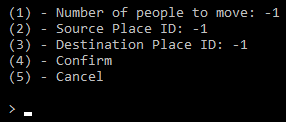 (1) - Number of people to move: -1
(2) - Source Place ID: -1
(3) - Destination Place ID: -1
(4) - Confirm
(5) - Cancel
> _